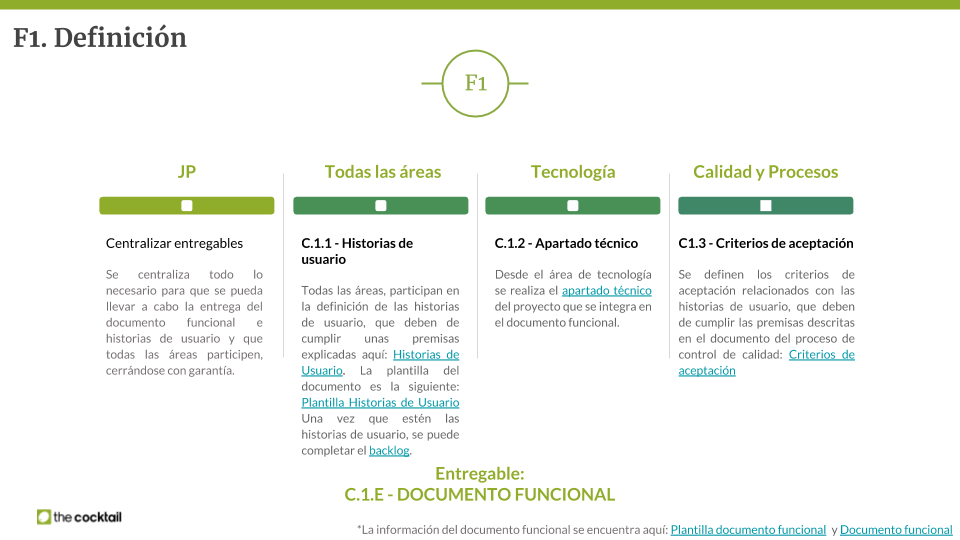 F1. Definición
F1
JP
Centralizar entregables
Se centraliza todo lo
necesario para que se pueda
llevar a cabo la entrega del
documento funcional e
historias de usuario y que
todas las áreas participen,
cerrándose con garantía.
Todas las áreas
C.1.1 - Historias de
usuario
Todas las áreas, participan en
la definición de las historias
de usuario, que deben de
cumplir unas premisas
explicadas aquí: Historias de
Usuario. La plantilla del
documento es la siguiente:
Plantilla Historias de Usuario
Una vez que estén las
historias de usuario, se puede
completar el backlog.
Tecnología
C.1.2 - Apartado técnico
Desde el área de tecnología
se realiza el apartado técnico
del proyecto que se integra en
el documento funcional.
Calidad y Procesos
C1.3 - Criterios de aceptación
Se definen los criterios de
aceptación relacionados con las
historias de usuario, que deben
de cumplir las premisas descritas
en el documento del proceso de
control de calidad: Criterios de
aceptación
Entregable:
C.1.E - DOCUMENTO FUNCIONAL
the cocktail
*La información del documento funcional se encuentra aquí: Plantilla documento funcional y Documento funcional